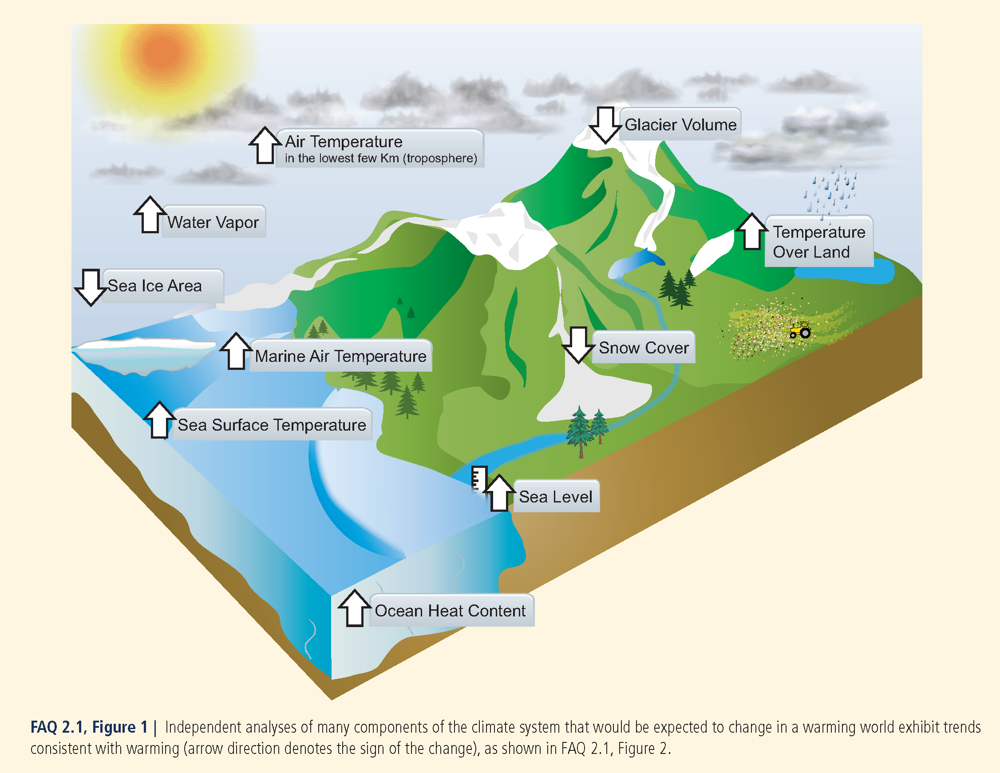 Glacier Volume
Air Temperature
in the lowest few Km (troposphere)
Water Vapor
Temperature
Over Land
Sea Ice Area
Marine Air Temperature
Snow Cover
Sea Surface Temperature
Sea Level
Ocean Heat Content
FAQ 2.1, Figure 1 | Independent analyses of many components of the climate system that would be expected to change in a warming world exhibit trends
consistent with warming (arrow direction denotes the sign of the change), as shown in FAQ 2.1, Figure 2.